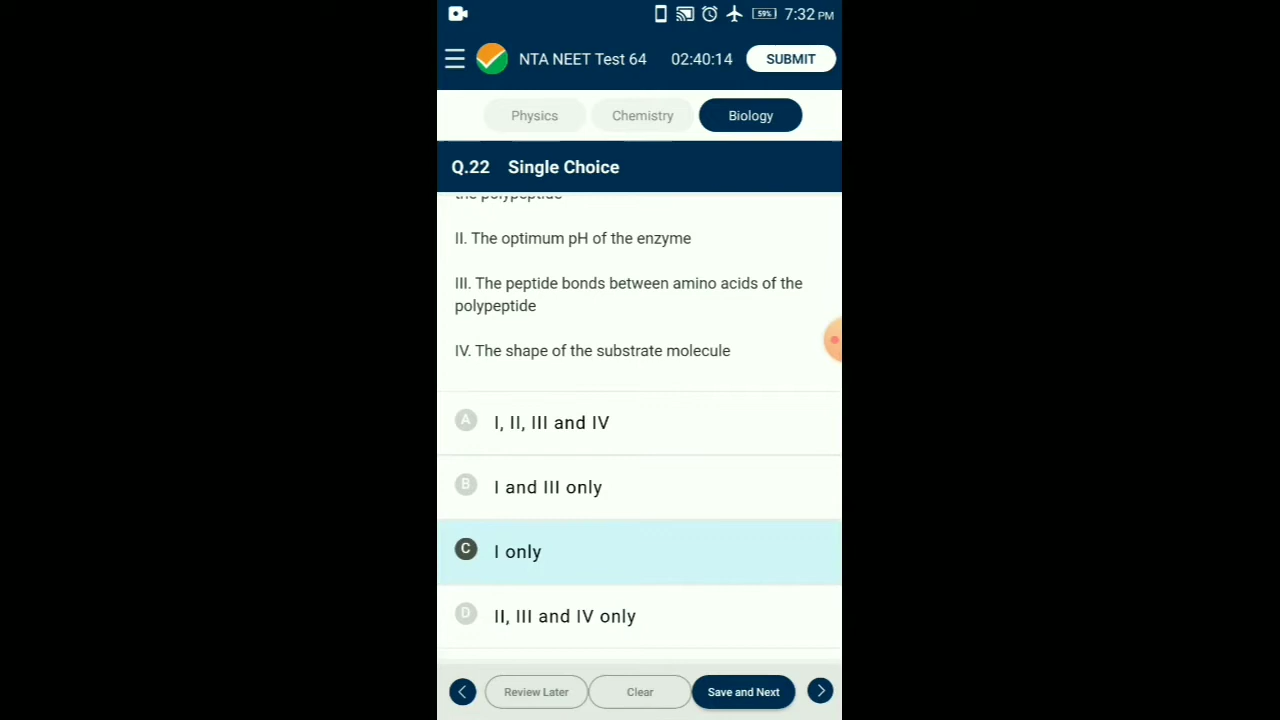 59% 7:32 PM
NTA NEET Test 64 02:40:14 SUBMIT
Physics Chemistry Biology
Q.22 Single Choice
the polypeptide
II. The optimum pH of the enzyme
III. The peptide bonds between amino acids of the
polypeptide
IV. The shape of the substrate molecule
A I, II, III and IV
B I and III only
C I only
D II, III and IV only
Review Later Clear Save and Next